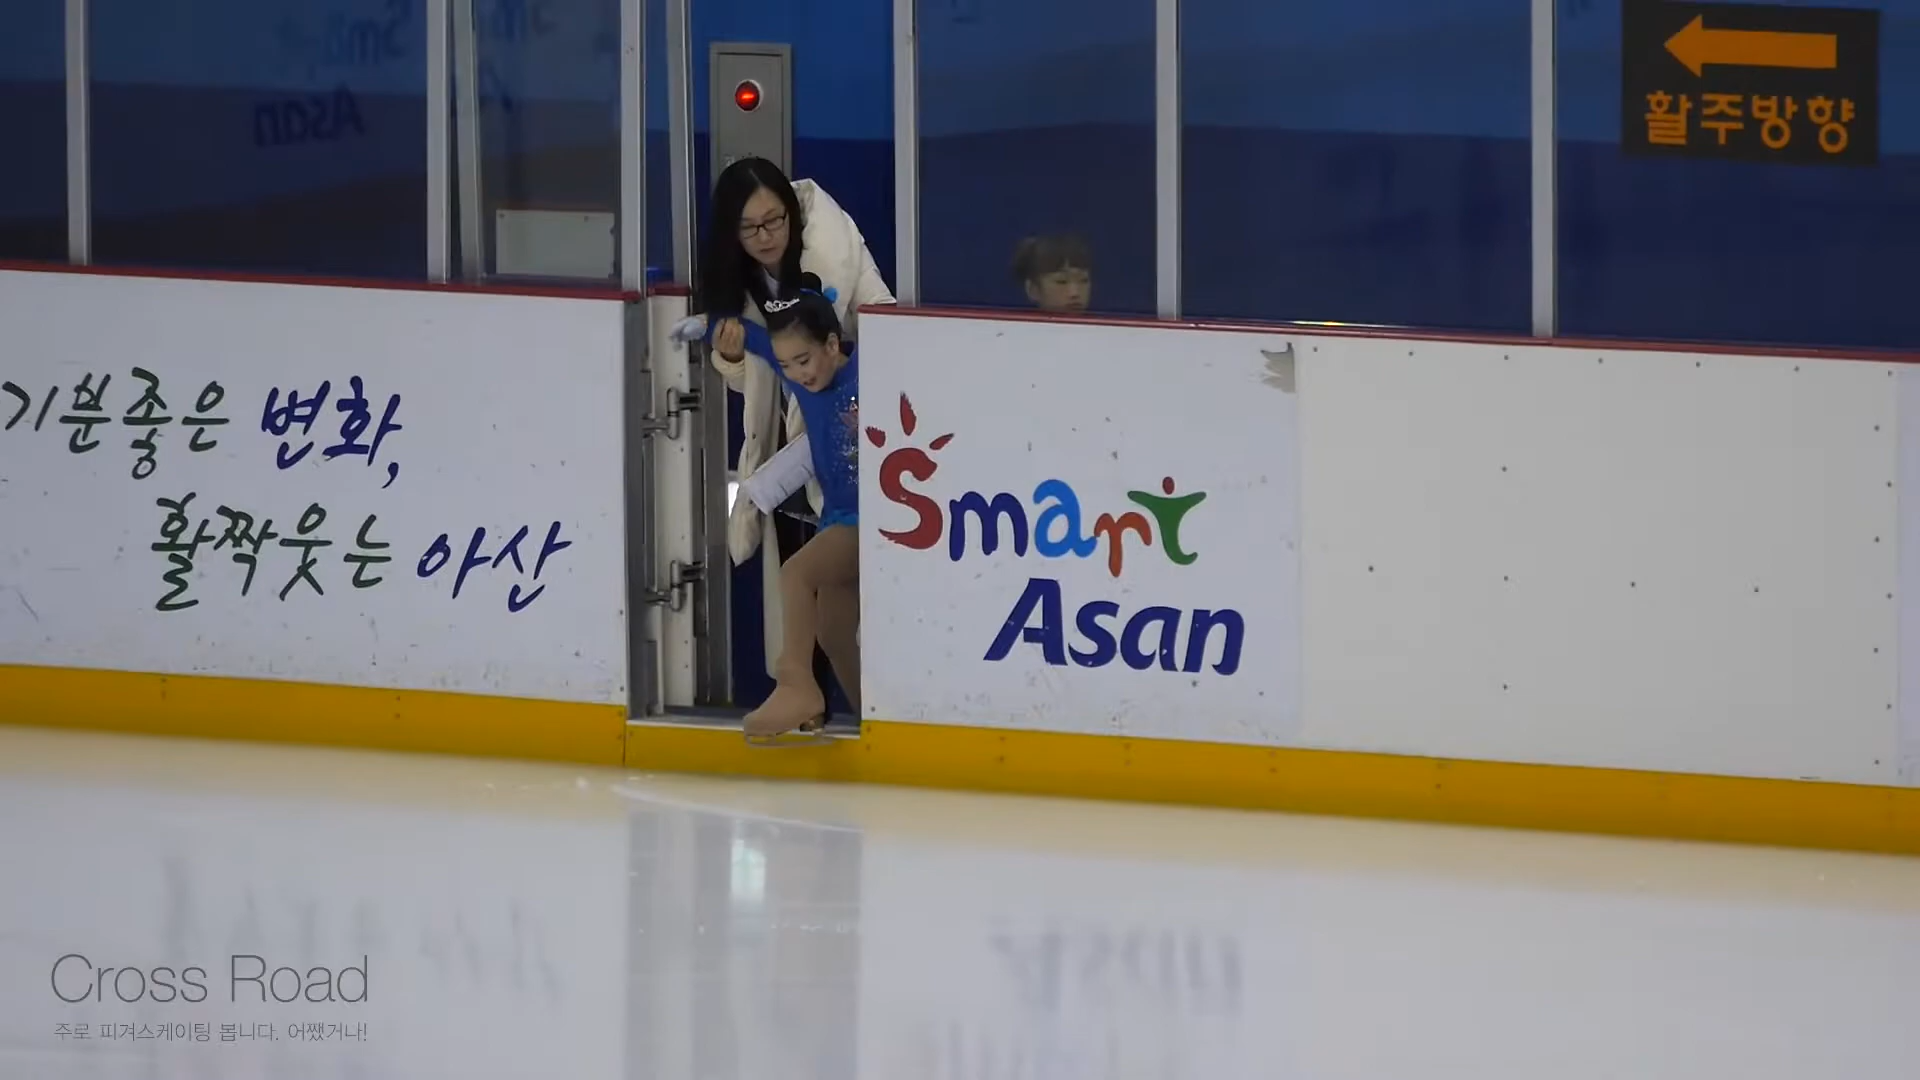 활주방향
기분좋은 변화,
활짝웃는 아산
Smart
Asan
Cross Road
주로 피겨스케이팅 봅니다. 어쨌거나!